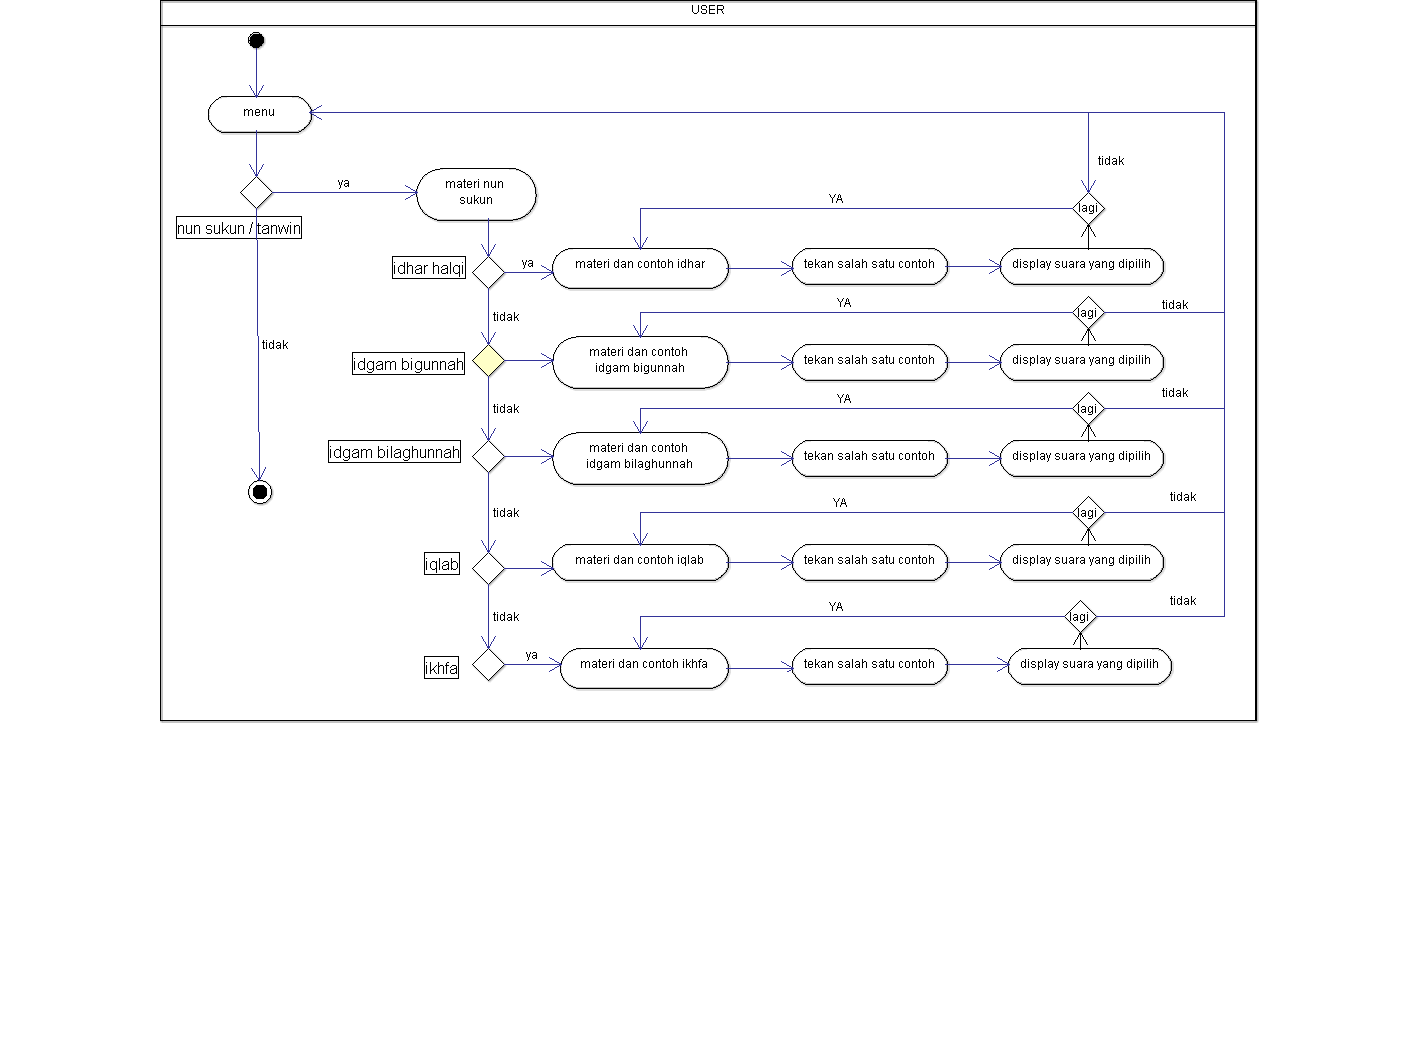 USER
menu
tidak
ya
materi nun
sukun
YA
lagi
nun sukun / tanwin
idhar halqi
ya
materi dan contoh idhar
tekan salah satu contoh
display suara yang dipilih
tidak
YA
lagi
tidak
tidak
idgam bigunnah
materi dan contoh
idgam bigunnah
tekan salah satu contoh
display suara yang dipilih
tidak
YA
lagi
tidak
idgam bilaghunnah
materi dan contoh
idgam bilaghunnah
tekan salah satu contoh
display suara yang dipilih
tidak
YA
lagi
tidak
iqlab
materi dan contoh iqlab
tekan salah satu contoh
display suara yang dipilih
tidak
YA
lagi
tidak
ikhfa
ya
materi dan contoh ikhfa
tekan salah satu contoh
display suara yang dipilih